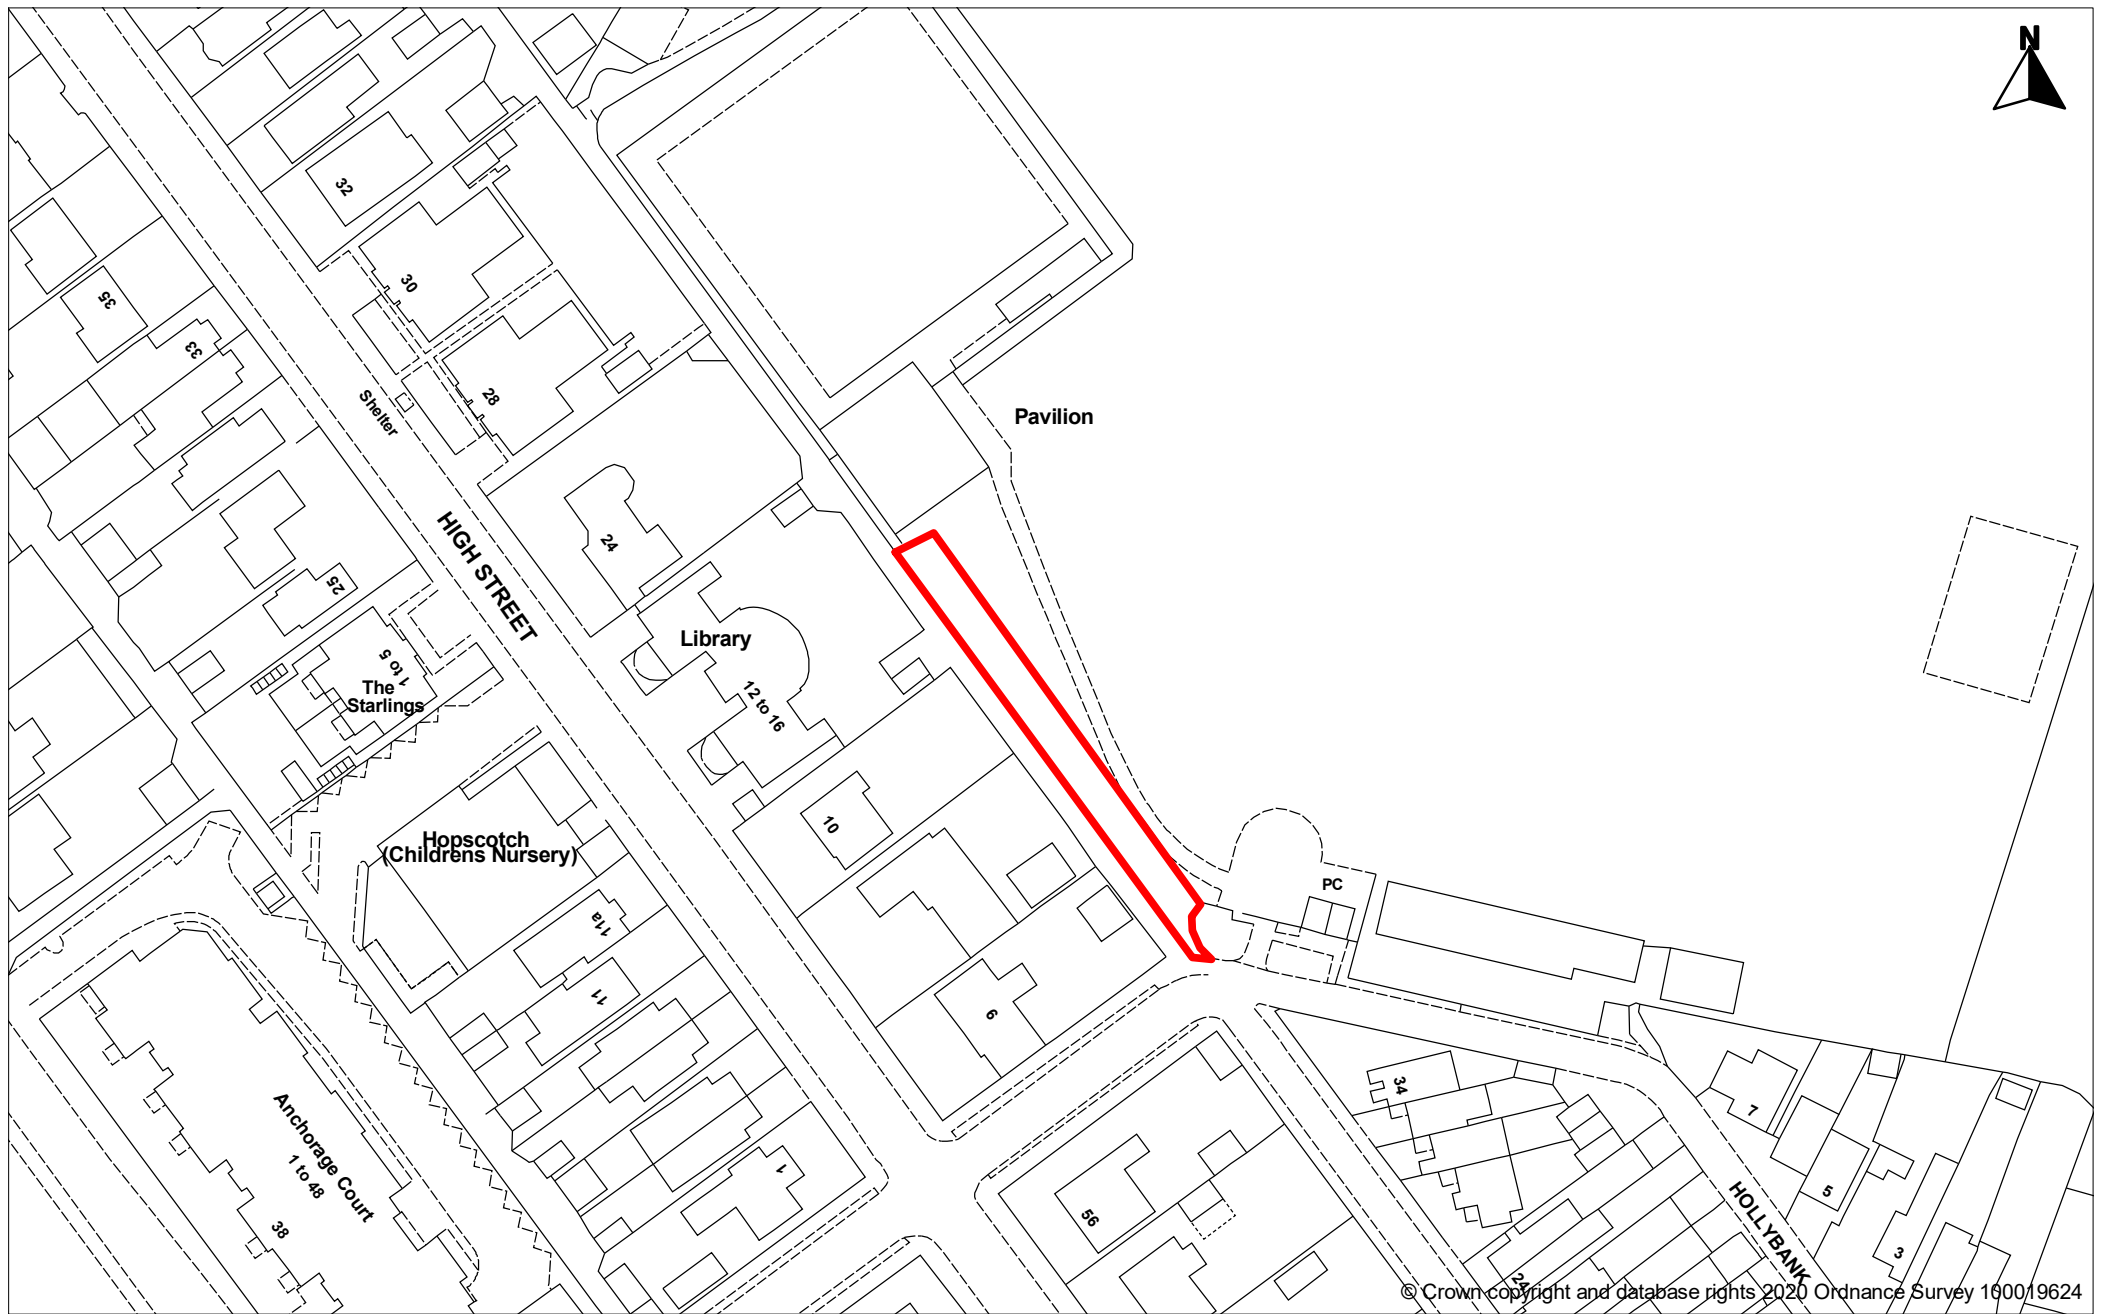 N
32
30
35
33
28
Shelter
Pavilion
HIGH STREET
24
25
Library
1 to 5
The
Starlings
12 to 16
10
Hopscotch
(Childrens Nursery)
PC
11a
11
6
34
7
Anchorage Court
1 to 48
1
5
HOLLYBANK
56
38
3
24
© Crown copyright and database rights 2020 Ordnance Survey 100019624